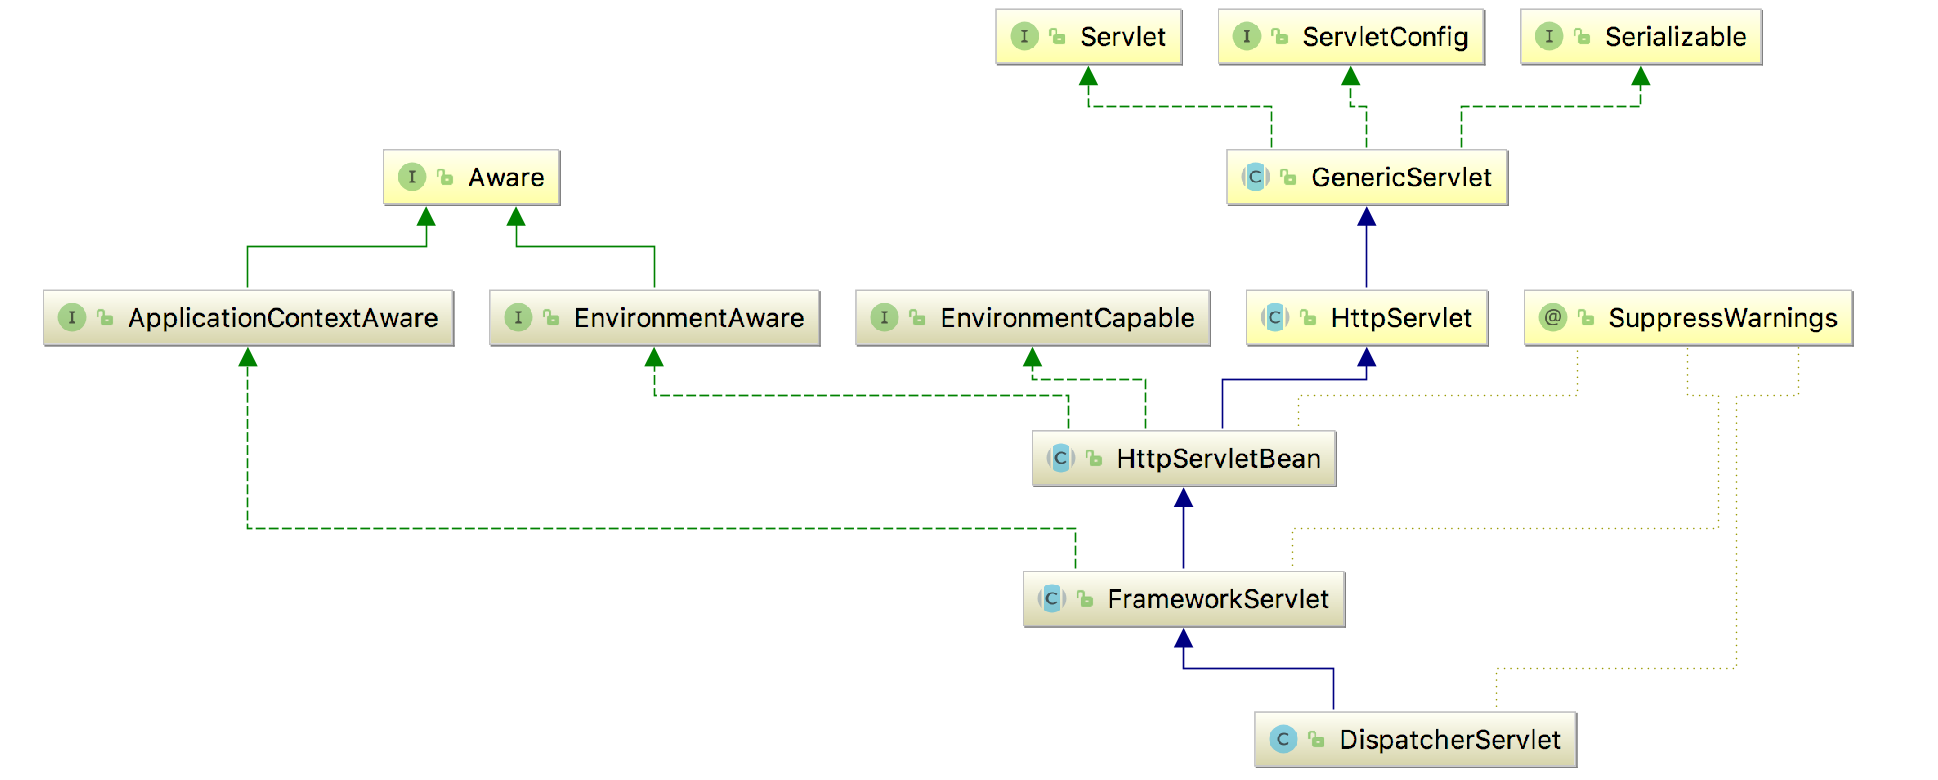 I Servlet
I ServletConfig
I Serializable
I Aware
C GenericServlet
I ApplicationContextAware
I EnvironmentAware
I EnvironmentCapable
C HttpServlet
@ SuppressWarnings
C HttpServletBean
C FrameworkServlet
C DispatcherServlet